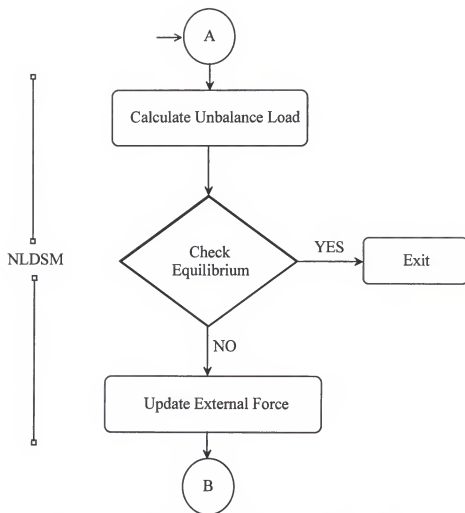 A
Calculate Unbalance Load
Check
Equilibrium
YES
Exit
NLDSM
NO
Update External Force
B